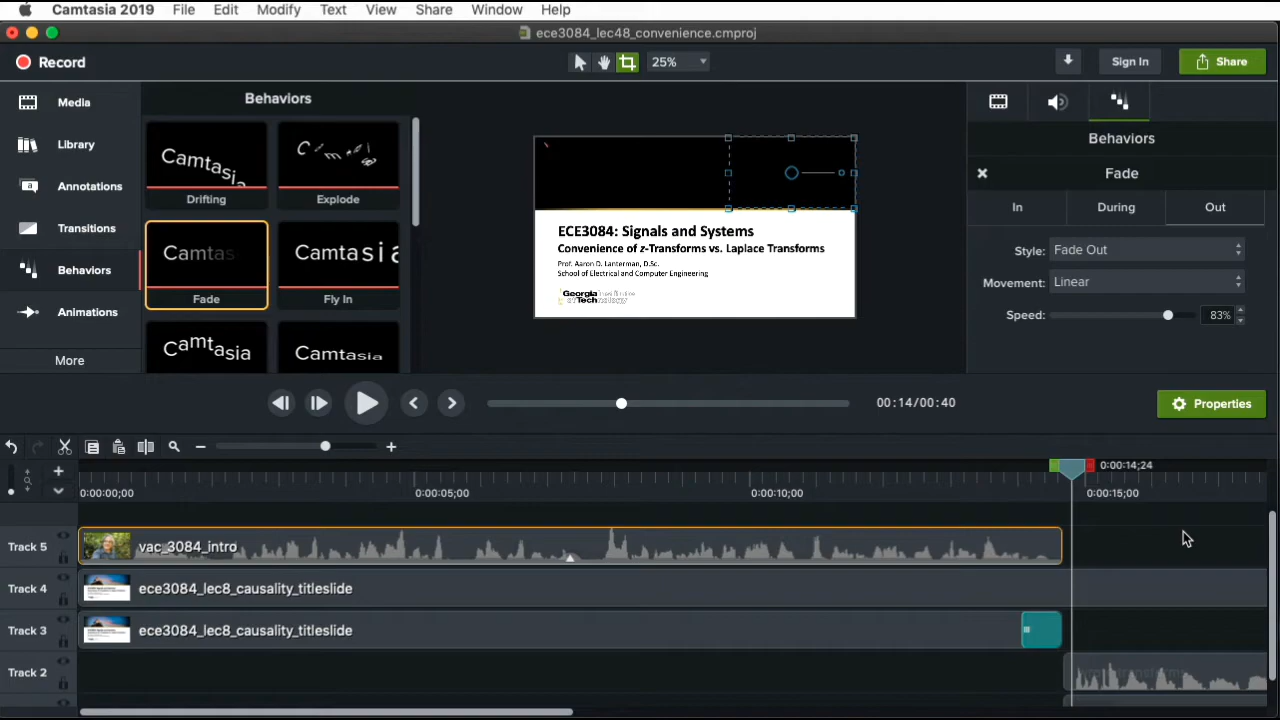 Camtasia 2019 File Edit Modify Text View Share Window Help
ece3084_lec48_convenience.cmproj
Record 25% Sign In Share
Media
Library
Annotations
Transitions
Behaviors
Animations
More
Behaviors
Camtasia
Drifting
Explode
Camtasia
Fade
Camtasia
Fly In
Camtasia
Camtasia
ECE3084: Signals and Systems
Convenience of z-Transforms vs. Laplace Transforms
Prof. Aaron D. Lanterman, D.Sc.
School of Electrical and Computer Engineering
Georgia Institute
of Technology
Behaviors
Fade
In During Out
Style: Fade Out
Movement: Linear
Speed: 83%
00:14/00:40
Properties
0:00:14;24
0:00:00;00 0:00:05;00 0:00:10;00 0:00:15;00
Track 5 vac_3084_intro
Track 4 ece3084_lec8_causality_titleslide
Track 3 ece3084_lec8_causality_titleslide
Track 2